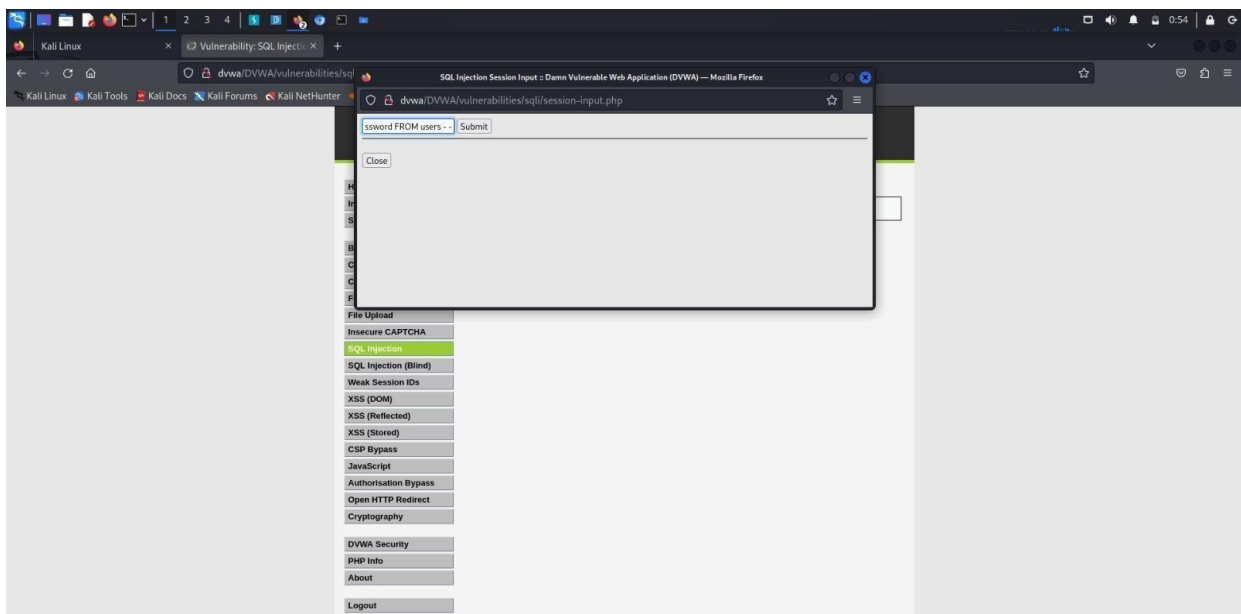 1 2 3 4 0:54
Kali Linux × Vulnerability: SQL Injectio × +
dvwa/DVWA/vulnerabilities/sql
Kali Linux Kali Tools Kali Docs Kali Forums Kali NetHunter
SQL Injection Session Input :: Damn Vulnerable Web Application (DVWA) — Mozilla Firefox
dvwa/DVWA/vulnerabilities/sqli/session-input.php
ssword FROM users - - Submit
Close
File Upload
Insecure CAPTCHA
SQL Injection
SQL Injection (Blind)
Weak Session IDs
XSS (DOM)
XSS (Reflected)
XSS (Stored)
CSP Bypass
JavaScript
Authorisation Bypass
Open HTTP Redirect
Cryptography
DVWA Security
PHP Info
About
Logout